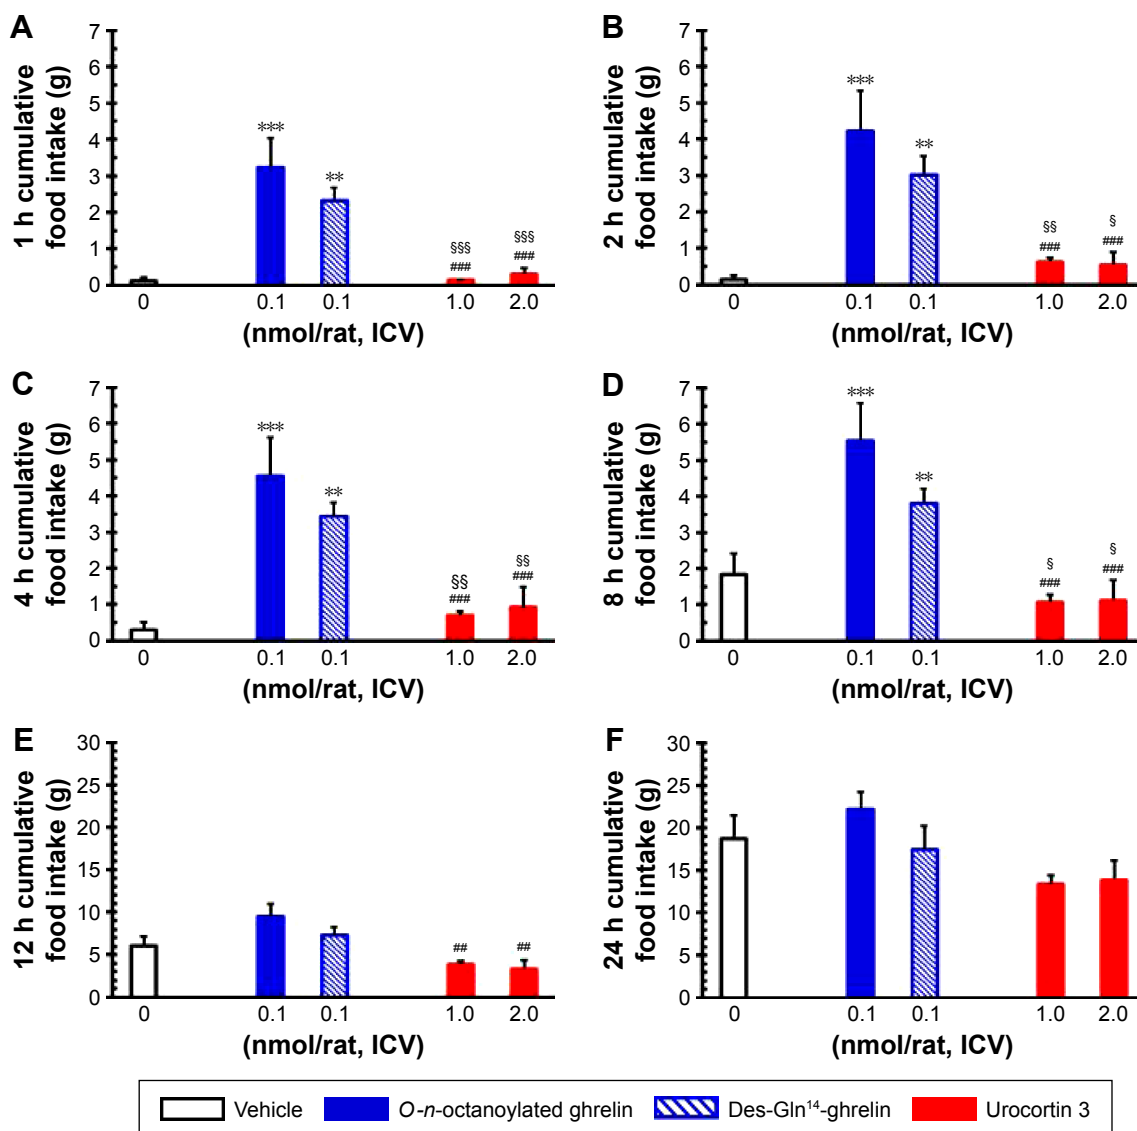 A
1 h cumulative
food intake (g)
7
6
5
4
3
2
1
0
***
**
§§§
###
§§§
###
0 0.1 0.1 1.0 2.0
(nmol/rat, ICV)
B
2 h cumulative
food intake (g)
7
6
5
4
3
2
1
0
***
**
§§
###
§
###
0 0.1 0.1 1.0 2.0
(nmol/rat, ICV)
C
4 h cumulative
food intake (g)
7
6
5
4
3
2
1
0
***
**
§§
###
§§
###
0 0.1 0.1 1.0 2.0
(nmol/rat, ICV)
D
8 h cumulative
food intake (g)
7
6
5
4
3
2
1
0
***
**
§
###
§
###
0 0.1 0.1 1.0 2.0
(nmol/rat, ICV)
E
12 h cumulative
food intake (g)
30
25
20
15
10
5
0
##
##
0 0.1 0.1 1.0 2.0
(nmol/rat, ICV)
F
24 h cumulative
food intake (g)
30
25
20
15
10
5
0
0 0.1 0.1 1.0 2.0
(nmol/rat, ICV)
Vehicle O-n-octanoylated ghrelin Des-Gln¹⁴-ghrelin Urocortin 3